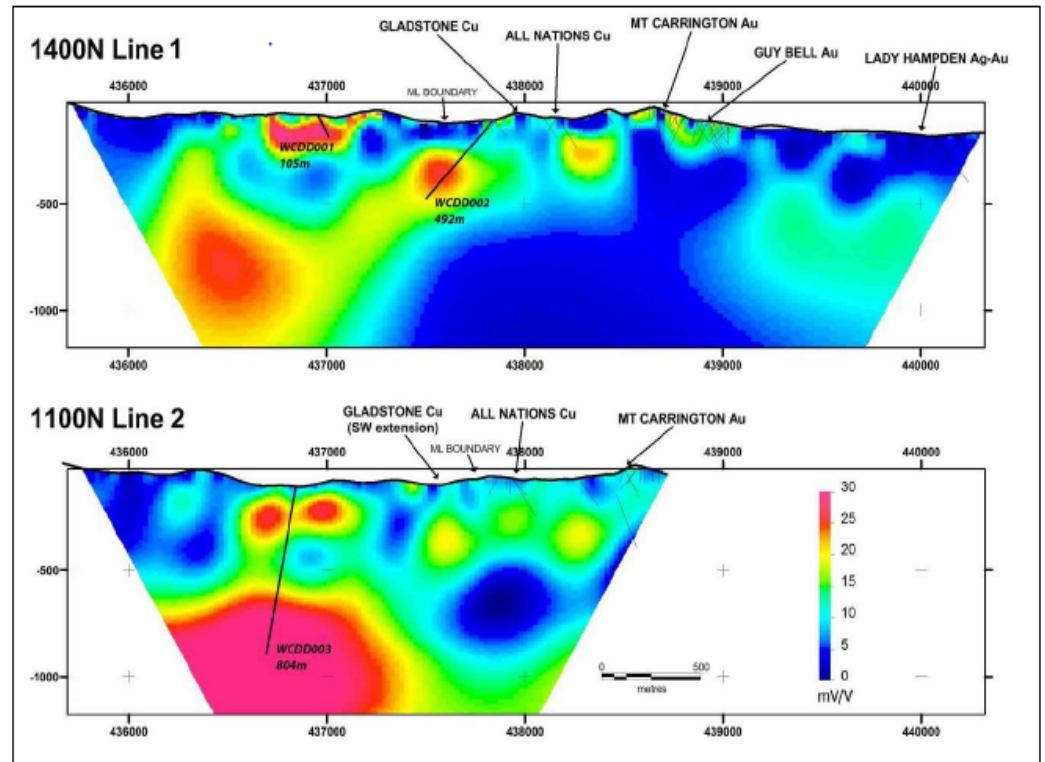 1400N Line 1
GLADSTONE Cu
ALL NATIONS Cu
MT CARRINGTON Au
GUY BELL Au
LADY HAMPDEN Ag-Au
436000 437000 438000 439000 440000
ML BOUNDARY
WCDD001
105m
WCDD002
492m
-500
-1000
436000 437000 438000 439000 440000
1100N Line 2
GLADSTONE Cu
(SW extension)
ALL NATIONS Cu
ML BOUNDARY
MT CARRINGTON Au
436000 437000 438000 439000 440000
-500
-1000
WCDD003
804m
0 500
metres
30
25
20
15
10
5
0
mV/V
436000 437000 438000 439000 440000